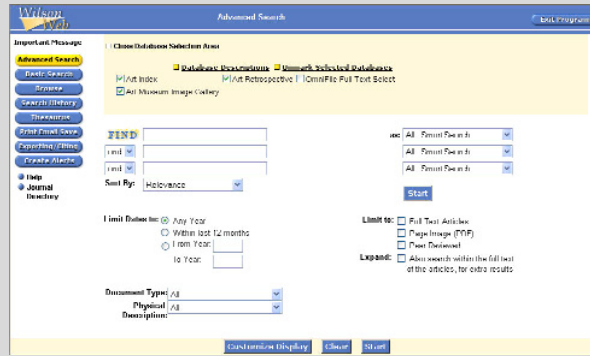 Wilson Web
Advanced Search
Exit Program
Important Message
Advanced Search
Basic Search
Browse
Search History
Thesaurus
Print Email Save
Exporting/Citing
Create Alerts
Help
Journal Directory
Close Database Selection Area
Database Descriptions Unmark Selected Databases
Art Index Art Retrospective OmniFile Full Text Select
Art Museum Image Gallery
FIND as: All - Smart Search
and All - Smart Search
and All - Smart Search
Sort By: Relevance
Start
Limit Dates to: Any Year
Within last 12 months
From Year:
To Year:
Limit to: Full Text Articles
Page Image (PDF)
Peer Reviewed
Expand: Also search within the full text
of the articles, for extra results
Document Type: All
Physical Description: All
Customize Display Clear Start